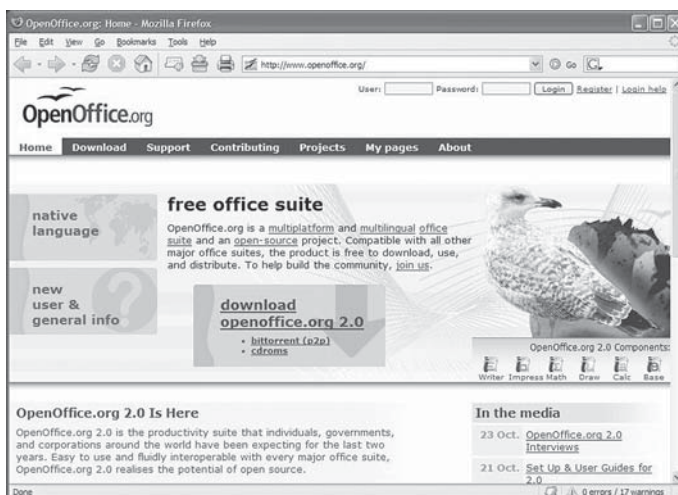 OpenOffice.org: Home - Mozilla Firefox
File Edit View Go Bookmarks Tools Help
http://www.openoffice.org/ Go
User: Password: Login Register | Login help
OpenOffice.org
Home Download Support Contributing Projects My pages About
native
language
new
user &
general info
free office suite
OpenOffice.org is a multiplatform and multilingual office
suite and an open-source project. Compatible with all other
major office suites, the product is free to download, use,
and distribute. To help build the community, join us.
download
openoffice.org 2.0
• bittorrent (p2p)
• cdroms
OpenOffice.org 2.0 Components:
Writer Impress Math Draw Calc Base
OpenOffice.org 2.0 Is Here
OpenOffice.org 2.0 is the productivity suite that individuals, governments,
and corporations around the world have been expecting for the last two
years. Easy to use and fluidly interoperable with every major office suite,
OpenOffice.org 2.0 realises the potential of open source.
In the media
23 Oct. OpenOffice.org 2.0
Interviews
21 Oct. Set Up & User Guides for
2.0
Done 0 errors / 17 warnings